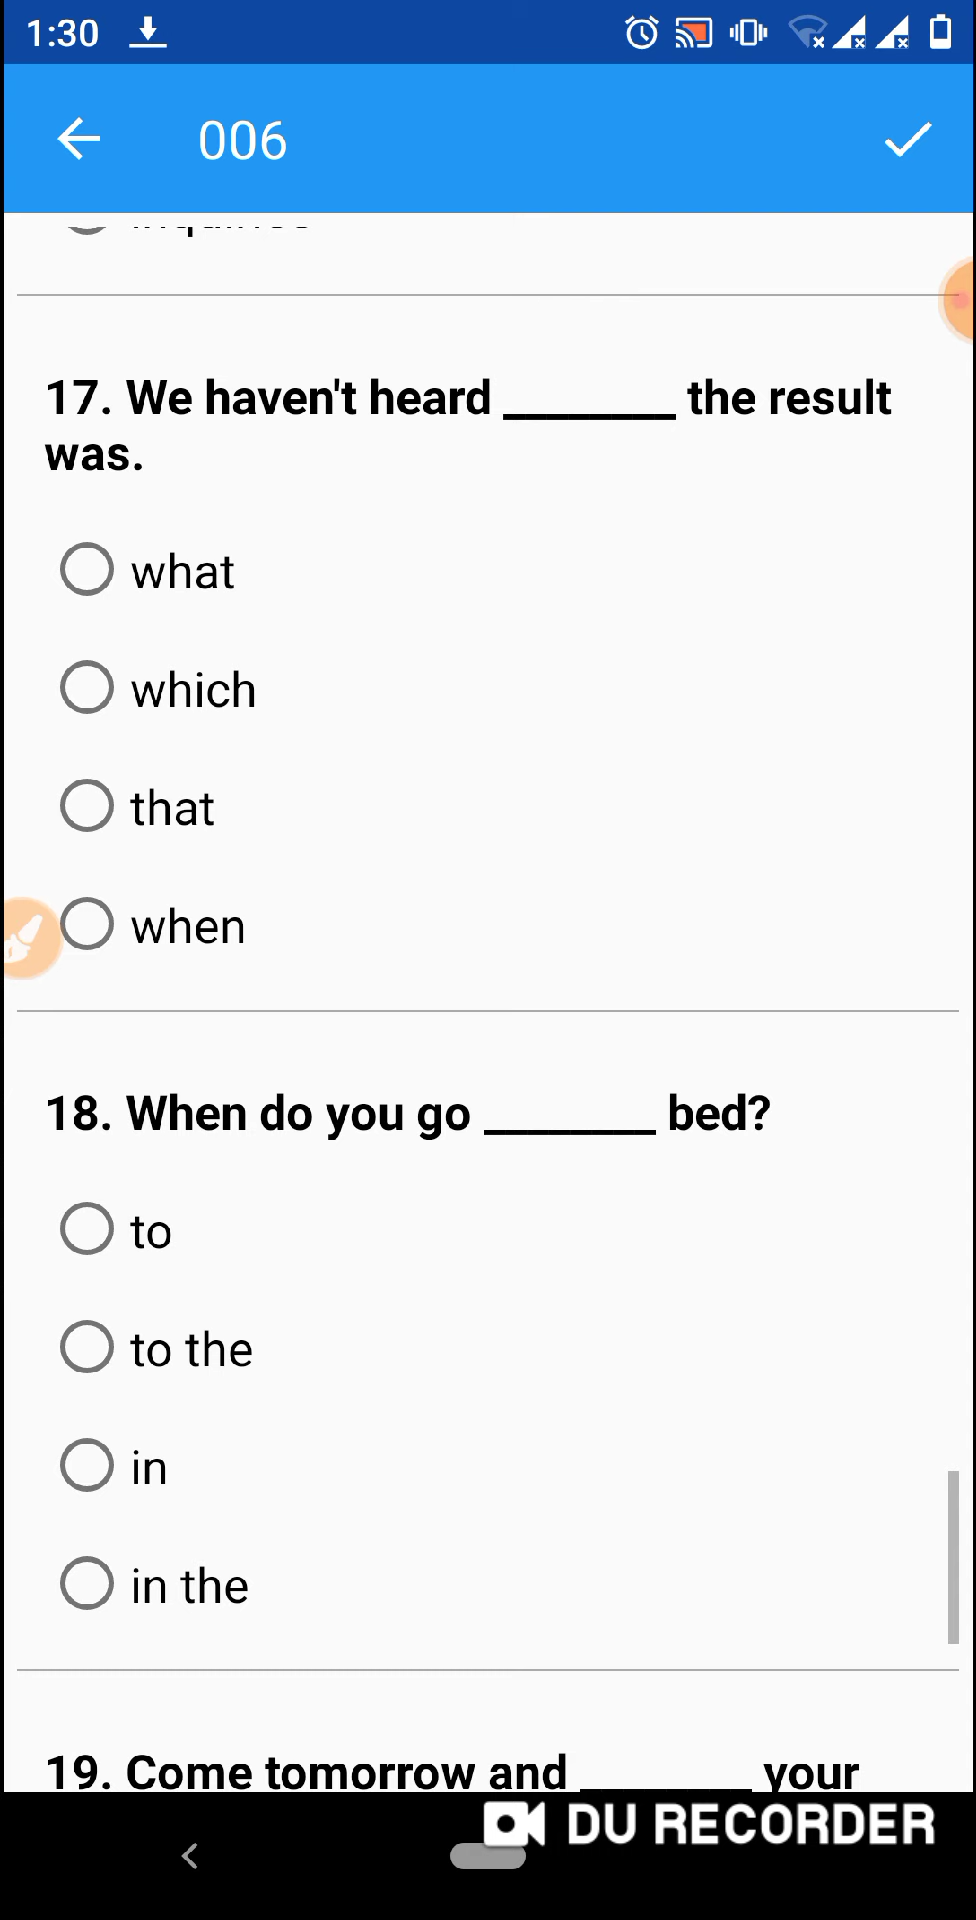 1:30
006
17. We haven't heard ________ the result
was.
what
which
that
when
18. When do you go ________ bed?
to
to the
in
in the
19. Come tomorrow and ________ your
DU RECORDER